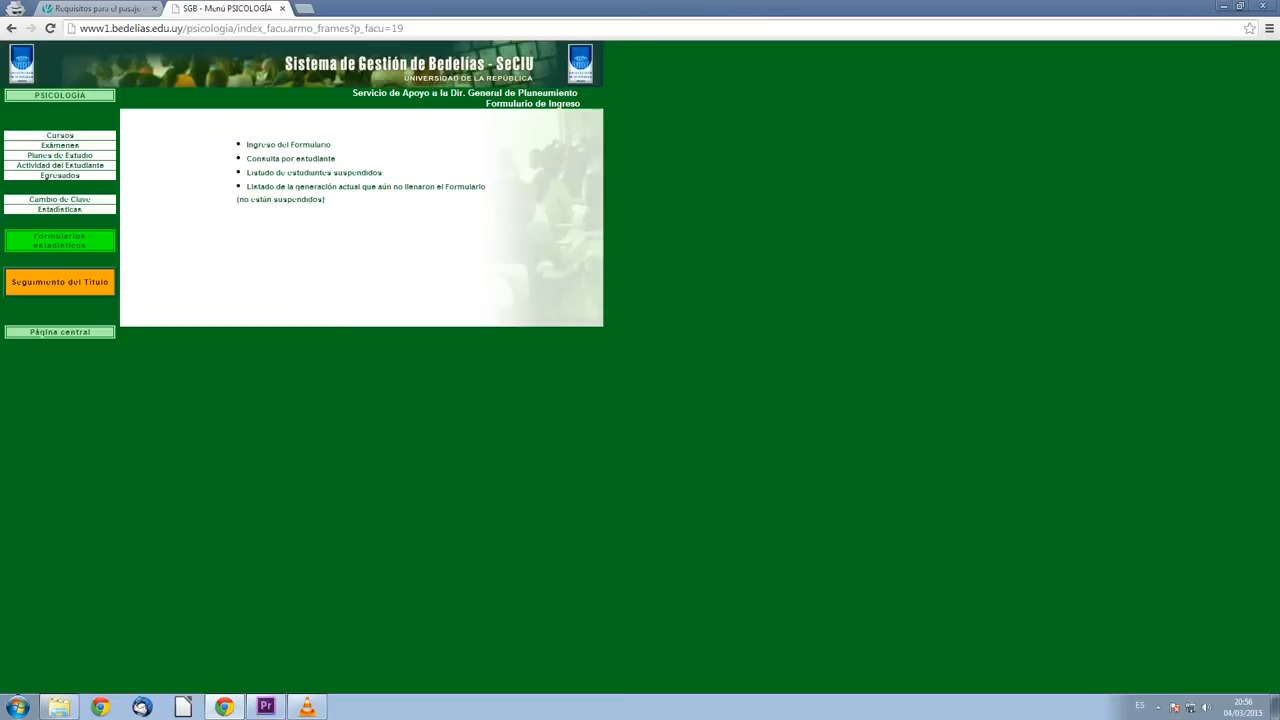 Requisitos para el pasaje e
SGB - Menú PSICOLOGÍA
www1.bedelias.edu.uy/psicologia/index_facu.armo_frames?p_facu=19
Sistema de Gestión de Bedelías - SeCIU
UNIVERSIDAD DE LA REPÚBLICA
PSICOLOGÍA
Servicio de Apoyo a la Dir. General de Planeamiento
Formulario de Ingreso
Cursos
Exámenes
Planes de Estudio
Actividad del Estudiante
Egresados
Cambio de Clave
Estadísticas
Formularios
estadísticos
Seguimiento del Título
Página central
Ingreso del Formulario
Consulta por estudiante
Listado de estudiantes suspendidos
Listado de la generación actual que aún no llenaron el Formulario
(no están suspendidos)
Pr
ES
20:56
04/03/2015